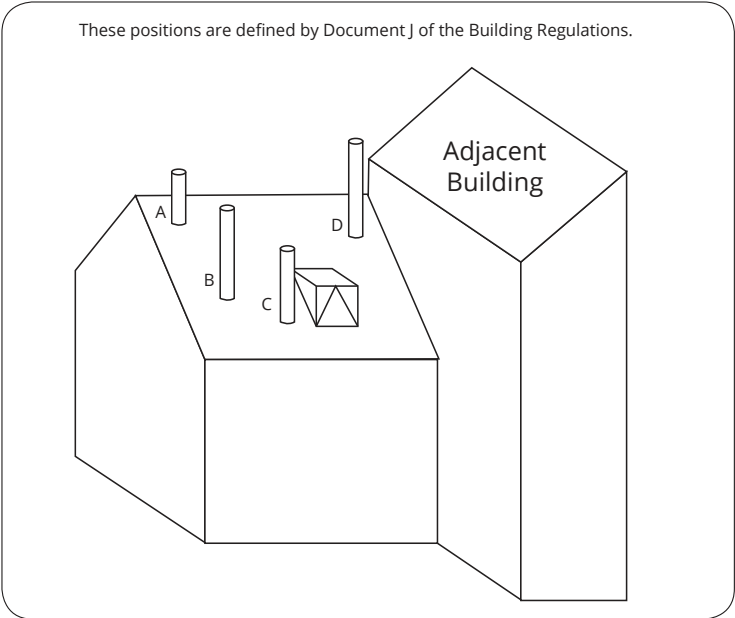 These positions are defined by Document J of the Building Regulations.
Adjacent
Building
A
D
B
C